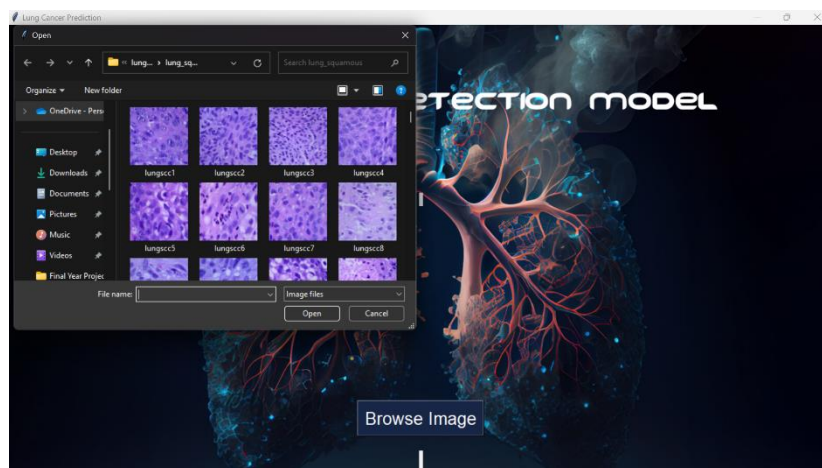 Lung Cancer Prediction
Open
lung... › lung_sq...
Search lung_squamous
Organize
New folder
OneDrive - Pers
Desktop
Downloads
Documents
Pictures
Music
Videos
Final Year Projec
lungscc1
lungscc2
lungscc3
lungscc4
lungscc5
lungscc6
lungscc7
lungscc8
File name:
Image files
Open
Cancel
ETECTION MODEL
Browse Image